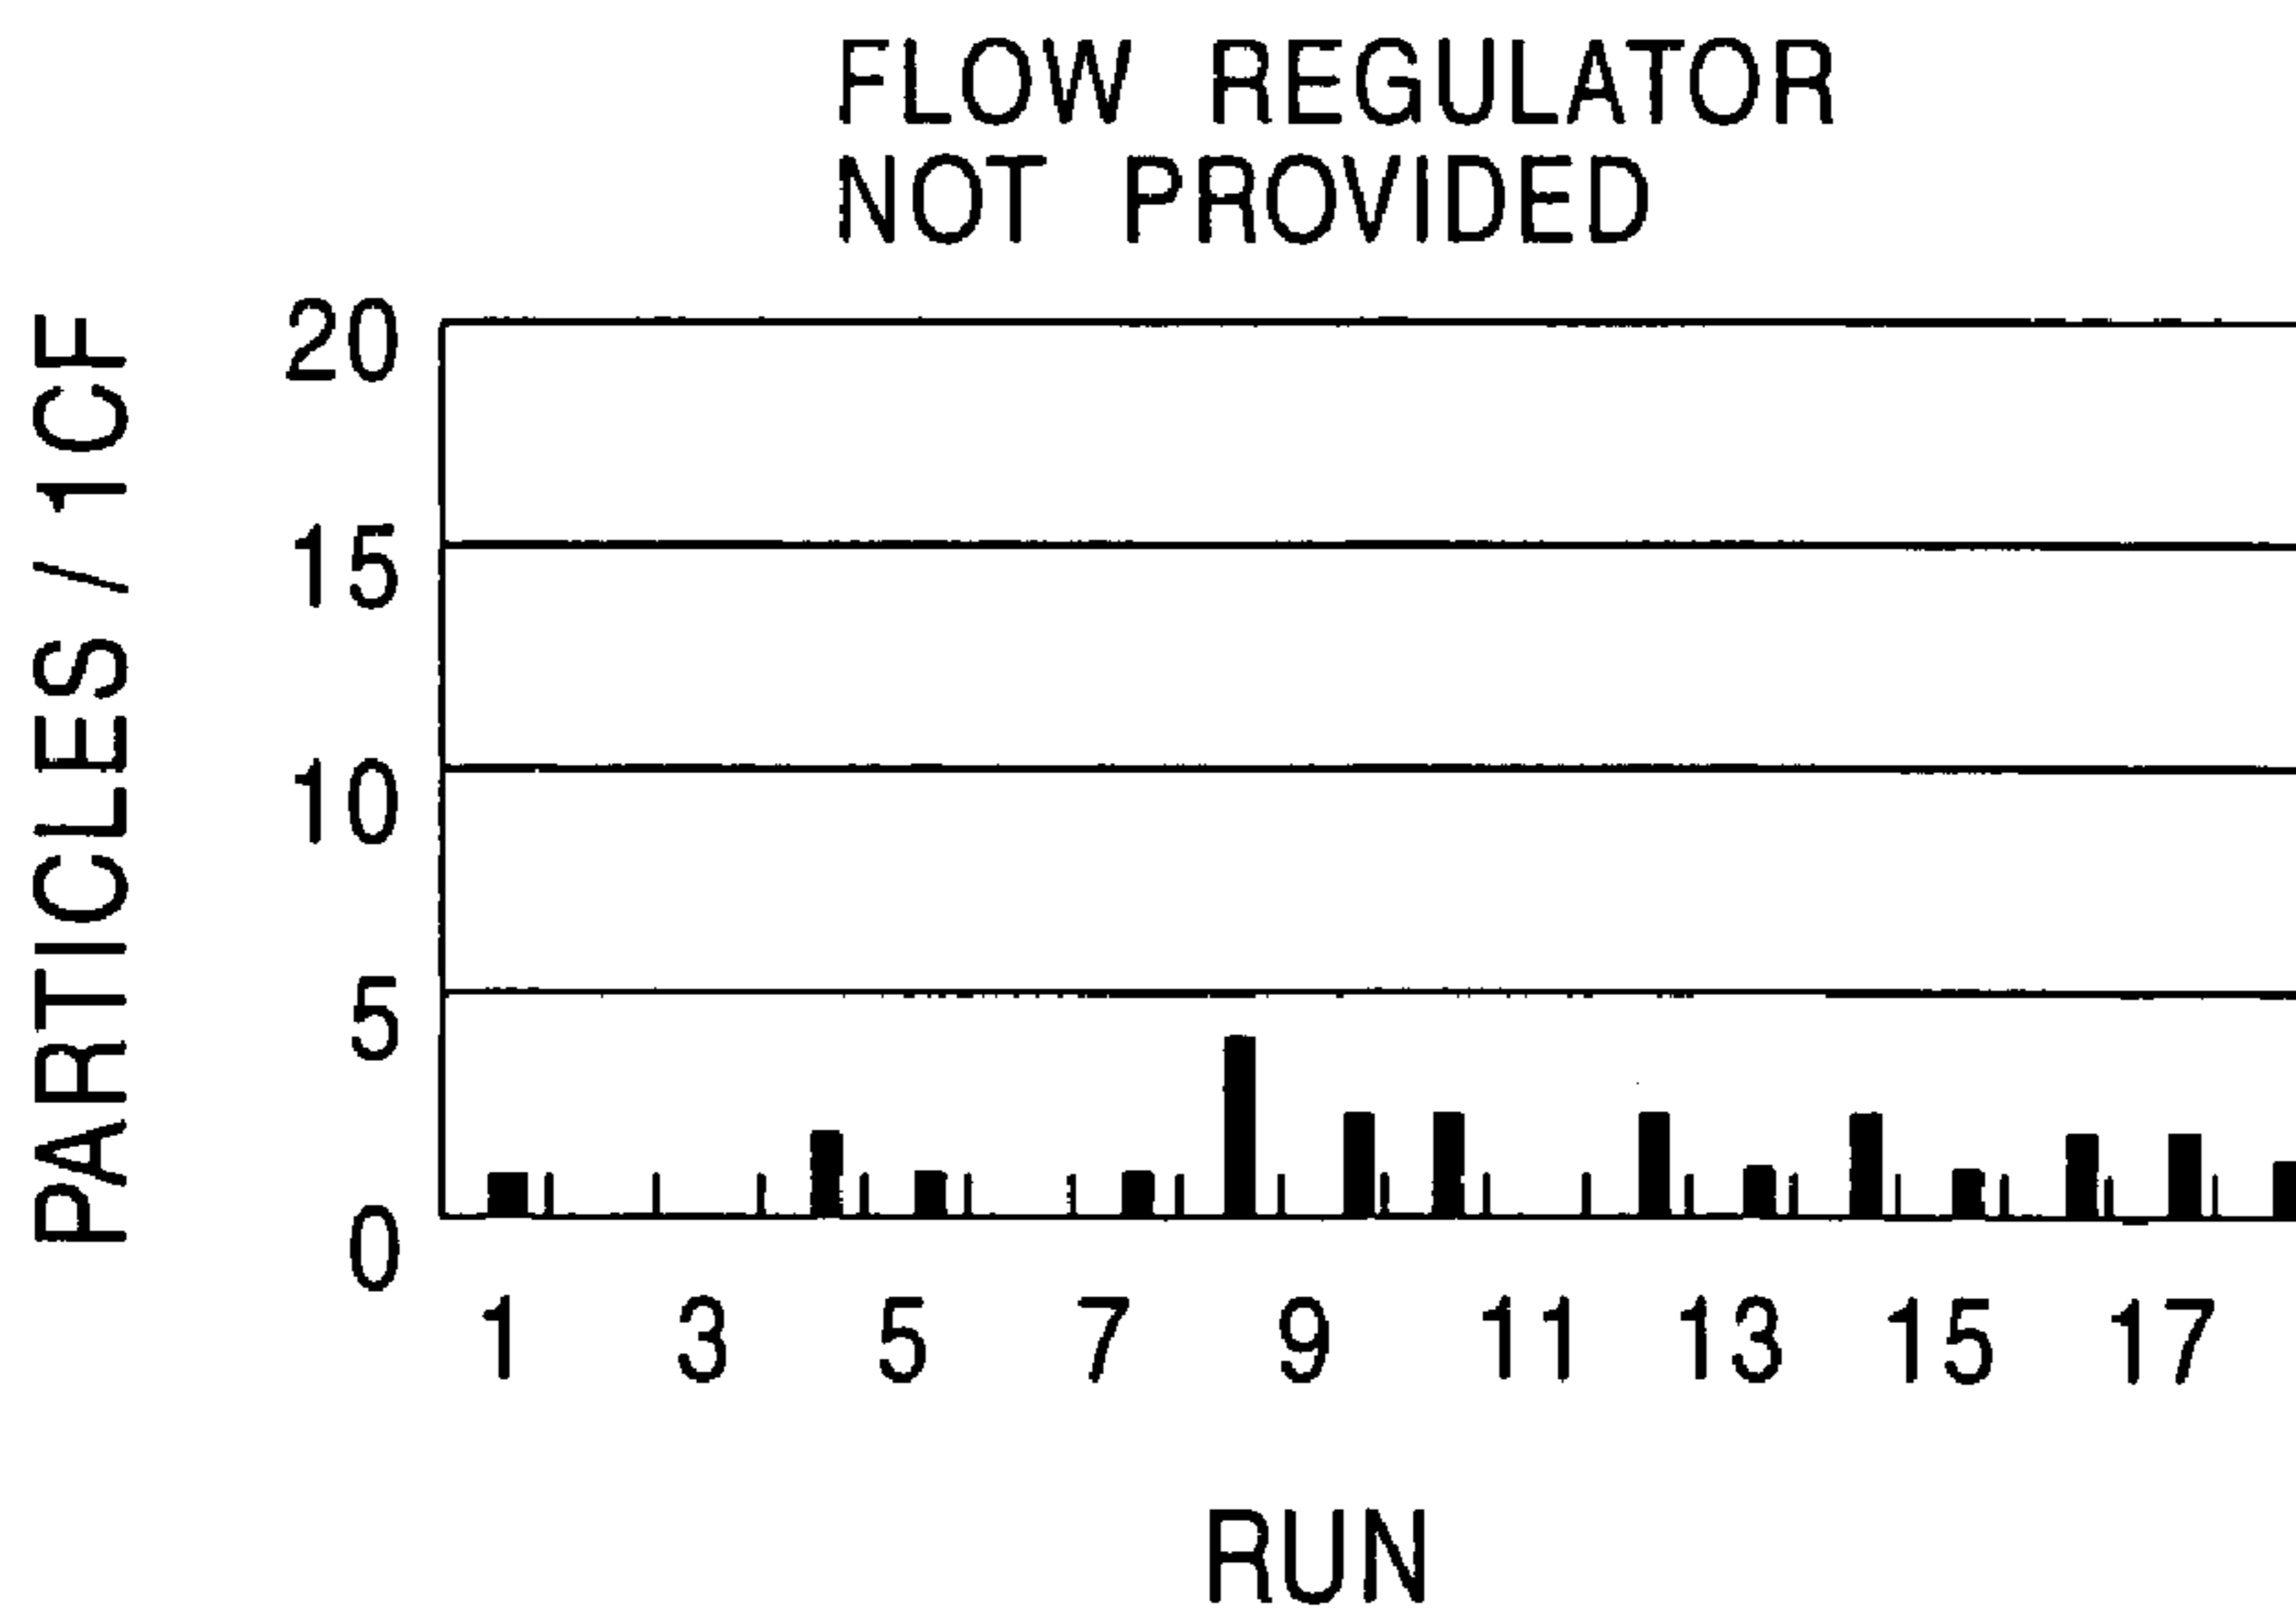 FLOW REGULATOR
NOT PROVIDED
PARTICLES / 1CF
20
15
10
5
0
1 3 5 7 9 11 13 15 17
RUN